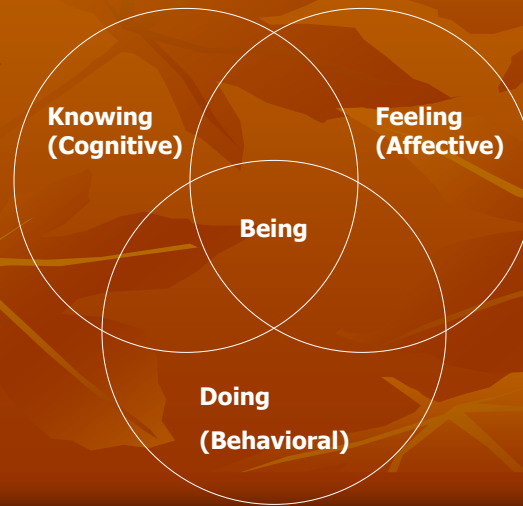 Knowing
(Cognitive)
Feeling
(Affective)
Being
Doing
(Behavioral)